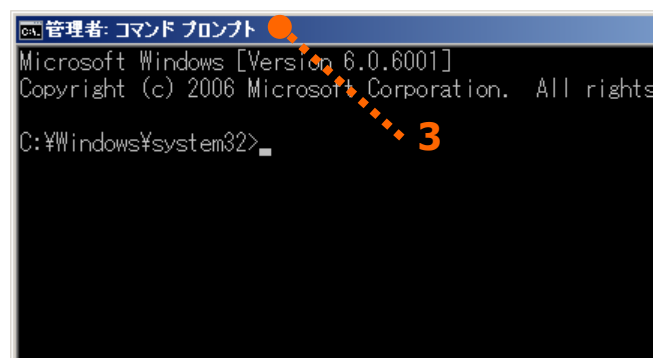 管理者: コマンド プロンプト
Microsoft Windows [Version 6.0.6001]
Copyright (c) 2006 Microsoft Corporation.  All rights
C:¥Windows¥system32>
3